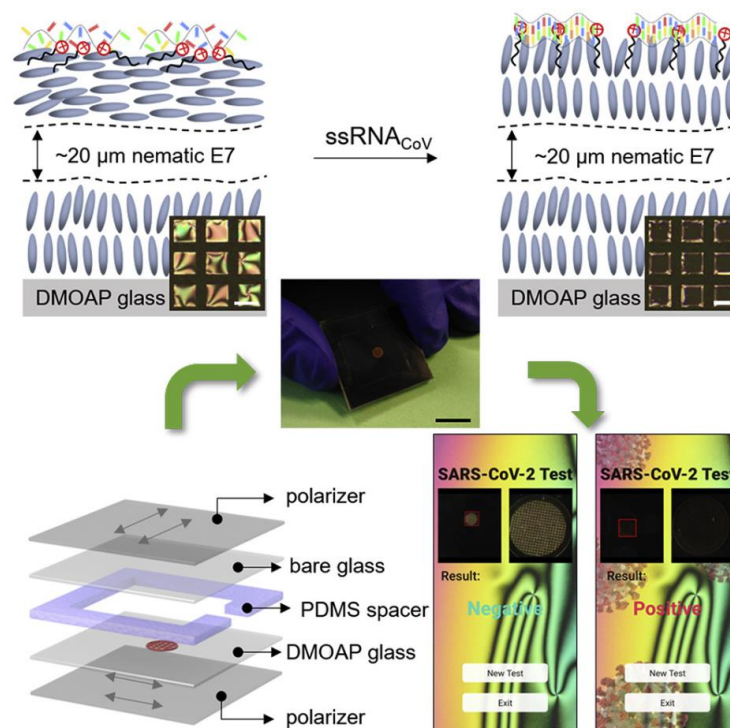 ssRNACoV
~20 µm nematic E7
~20 µm nematic E7
DMOAP glass
DMOAP glass
polarizer
bare glass
PDMS spacer
DMOAP glass
polarizer
SARS-CoV-2 Test
Result:
Negative
New Test
Exit
SARS-CoV-2 Test
Result:
Positive
New Test
Exit